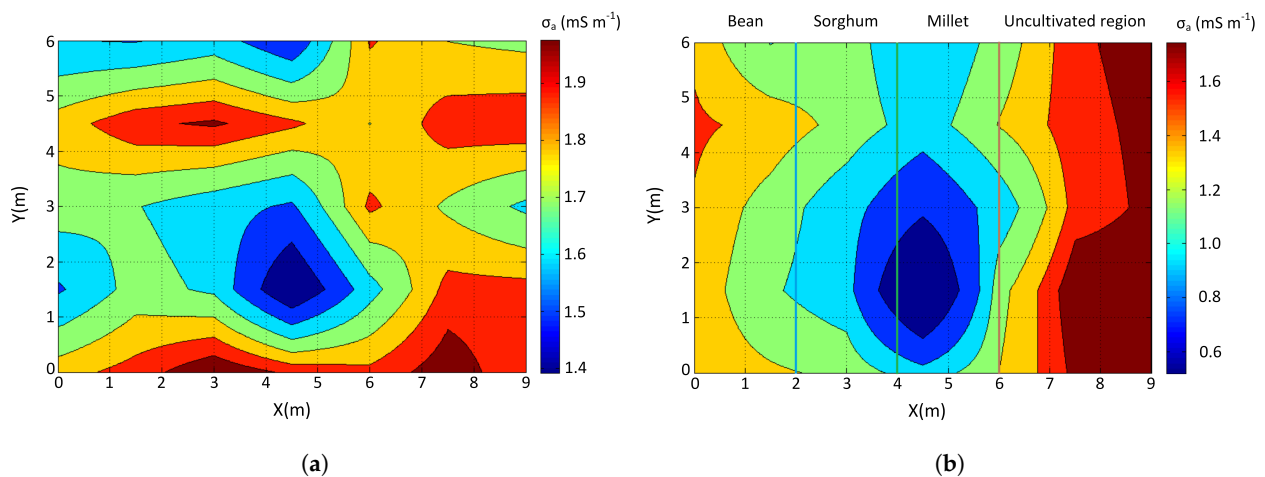 σₐ (mS m⁻¹)
6
5
4
3
2
1
0
Y(m)
0 1 2 3 4 5 6 7 8 9
X(m)
1.9
1.8
1.7
1.6
1.5
1.4
(a)
Bean Sorghum Millet Uncultivated region σₐ (mS m⁻¹)
6
5
4
3
2
1
0
Y(m)
0 1 2 3 4 5 6 7 8 9
X(m)
1.6
1.4
1.2
1.0
0.8
0.6
(b)